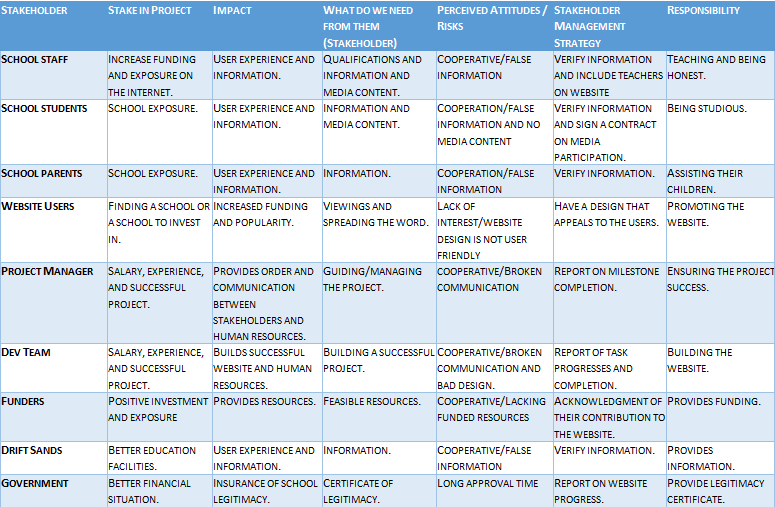 STAKEHOLDER
STAKE IN PROJECT
IMPACT
WHAT DO WE NEED
FROM THEM
(STAKEHOLDER)
PERCEIVED ATTITUDES /
RISKS
STAKEHOLDER
MANAGEMENT
STRATEGY
RESPONSIBILITY
SCHOOL STAFF
INCREASE FUNDING
AND EXPOSURE ON
THE INTERNET.
USER EXPERIENCE AND
INFORMATION.
QUALIFICATIONS AND
INFORMATION AND
MEDIA CONTENT.
COOPERATIVE/FALSE
INFORMATION
VERIFY INFORMATION
AND INCLUDE TEACHERS
ON WEBSITE
TEACHING AND BEING
HONEST.
SCHOOL STUDENTS
SCHOOL EXPOSURE.
USER EXPERIENCE AND
INFORMATION.
INFORMATION AND
MEDIA CONTENT.
COOPERATION/FALSE
INFORMATION AND NO
MEDIA CONTENT
VERIFY INFORMATION
AND SIGN A CONTRACT
ON MEDIA
PARTICIPATION.
BEING STUDIOUS.
SCHOOL PARENTS
SCHOOL EXPOSURE.
USER EXPERIENCE AND
INFORMATION.
INFORMATION.
COOPERATION/FALSE
INFORMATION
VERIFY INFORMATION.
ASSISTING THEIR
CHILDREN.
WEBSITE USERS
FINDING A SCHOOL OR
A SCHOOL TO INVEST
IN.
INCREASED FUNDING
AND POPULARITY.
VIEWINGS AND
SPREADING THE WORD.
LACK OF
INTEREST/WEBSITE
DESIGN IS NOT USER
FRIENDLY
HAVE A DESIGN THAT
APPEALS TO THE USERS.
PROMOTING THE
WEBSITE.
PROJECT MANAGER
SALARY, EXPERIENCE,
AND SUCCESSFUL
PROJECT.
PROVIDES ORDER AND
COMMUNICATION
BETWEEN
STAKEHOLDERS AND
HUMAN RESOURCES.
GUIDING/MANAGING
THE PROJECT.
COOPERATIVE/BROKEN
COMMUNICATION
REPORT ON MILESTONE
COMPLETION.
ENSURING THE PROJECT
SUCCESS.
DEV TEAM
SALARY, EXPERIENCE,
AND SUCCESSFUL
PROJECT.
BUILDS SUCCESSFUL
WEBSITE AND HUMAN
RESOURCES.
BUILDING A SUCCESSFUL
PROJECT.
COOPERATIVE/BROKEN
COMMUNICATION AND
BAD DESIGN.
REPORT OF TASK
PROGRESSES AND
COMPLETION.
BUILDING THE
WEBSITE.
FUNDERS
POSITIVE INVESTMENT
AND EXPOSURE
PROVIDES RESOURCES.
FEASIBLE RESOURCES.
COOPERATIVE/LACKING
FUNDED RESOURCES
ACKNOWLEDGMENT OF
THEIR CONTRIBUTION TO
THE WEBSITE.
PROVIDES FUNDING.
DRIFT SANDS
BETTER EDUCATION
FACILITIES.
USER EXPERIENCE AND
INFORMATION.
INFORMATION.
COOPERATIVE/FALSE
INFORMATION
VERIFY INFORMATION.
PROVIDES
INFORMATION.
GOVERNMENT
BETTER FINANCIAL
SITUATION.
INSURANCE OF SCHOOL
LEGITIMACY.
CERTIFICATE OF
LEGITIMACY.
LONG APPROVAL TIME
REPORT ON WEBSITE
PROGRESS.
PROVIDE LEGITIMACY
CERTIFICATE.